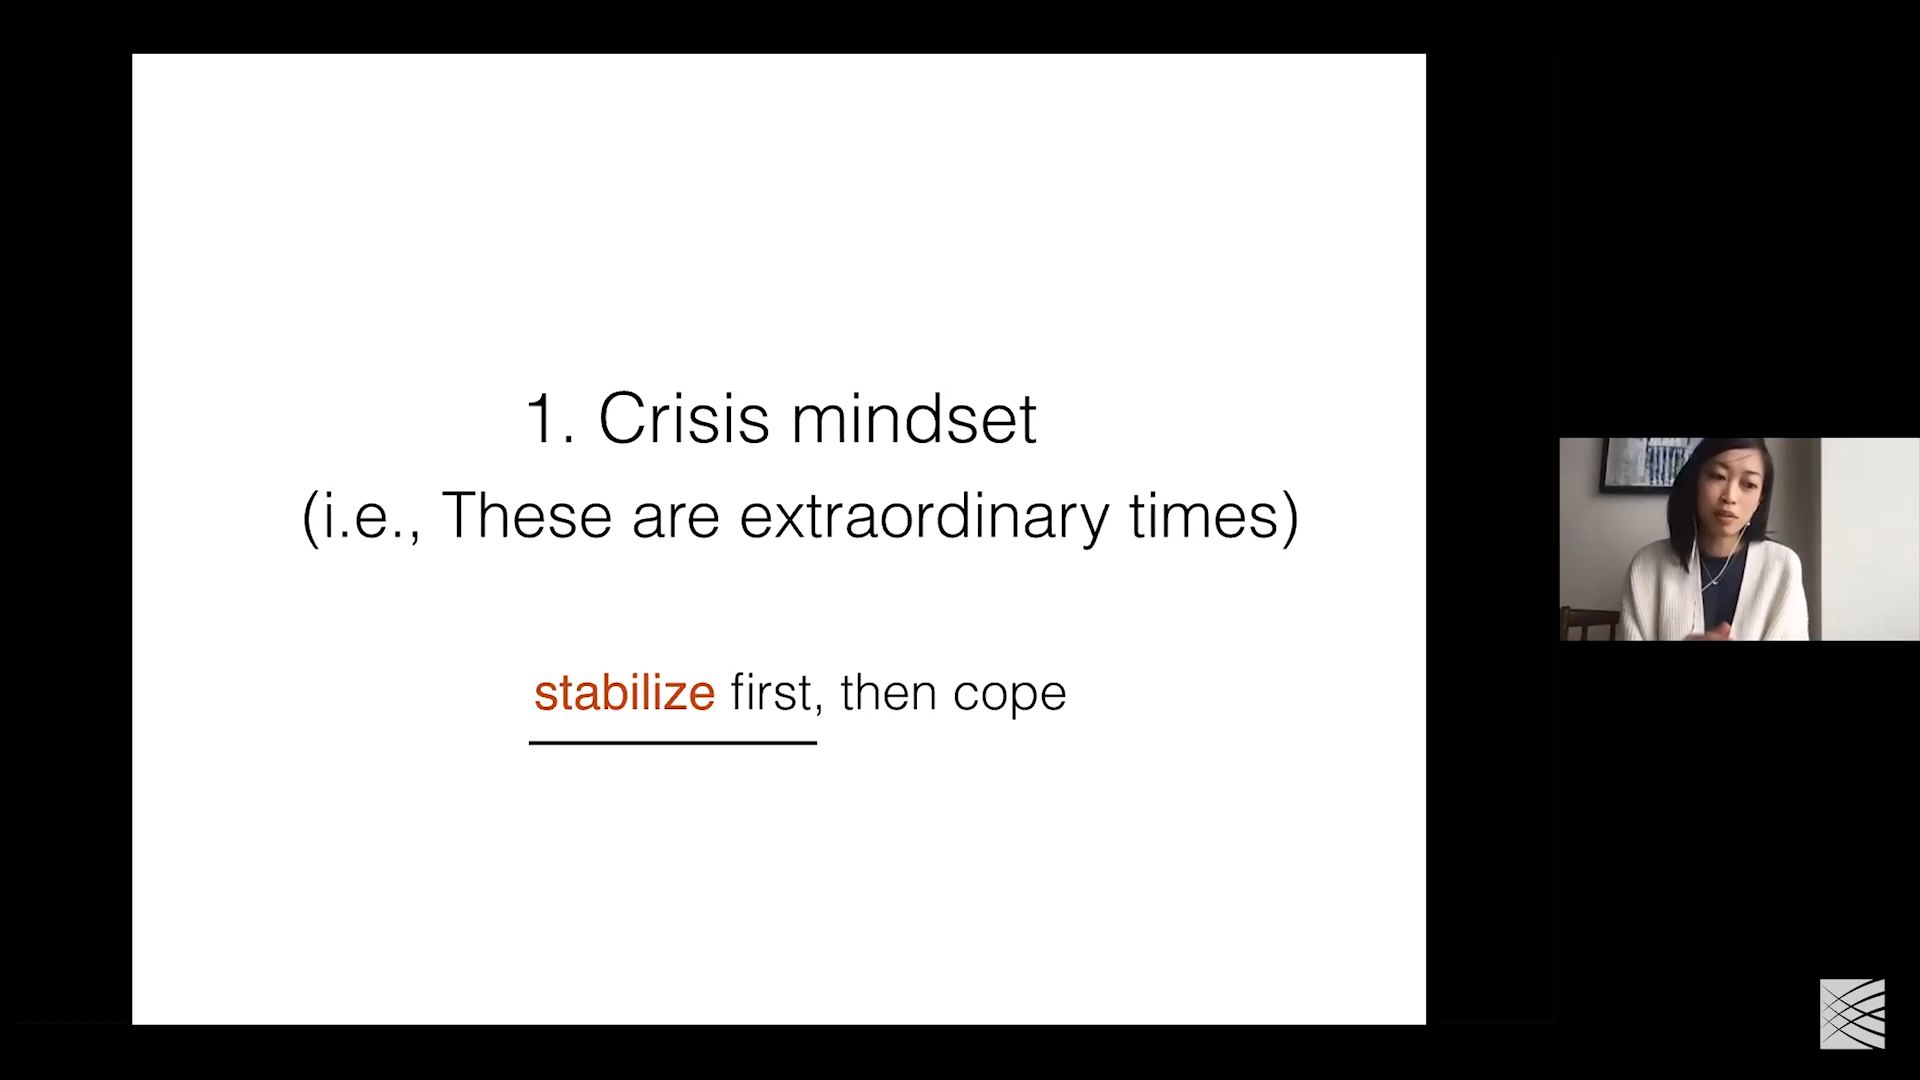 1. Crisis mindset
(i.e., These are extraordinary times)
stabilize first, then cope